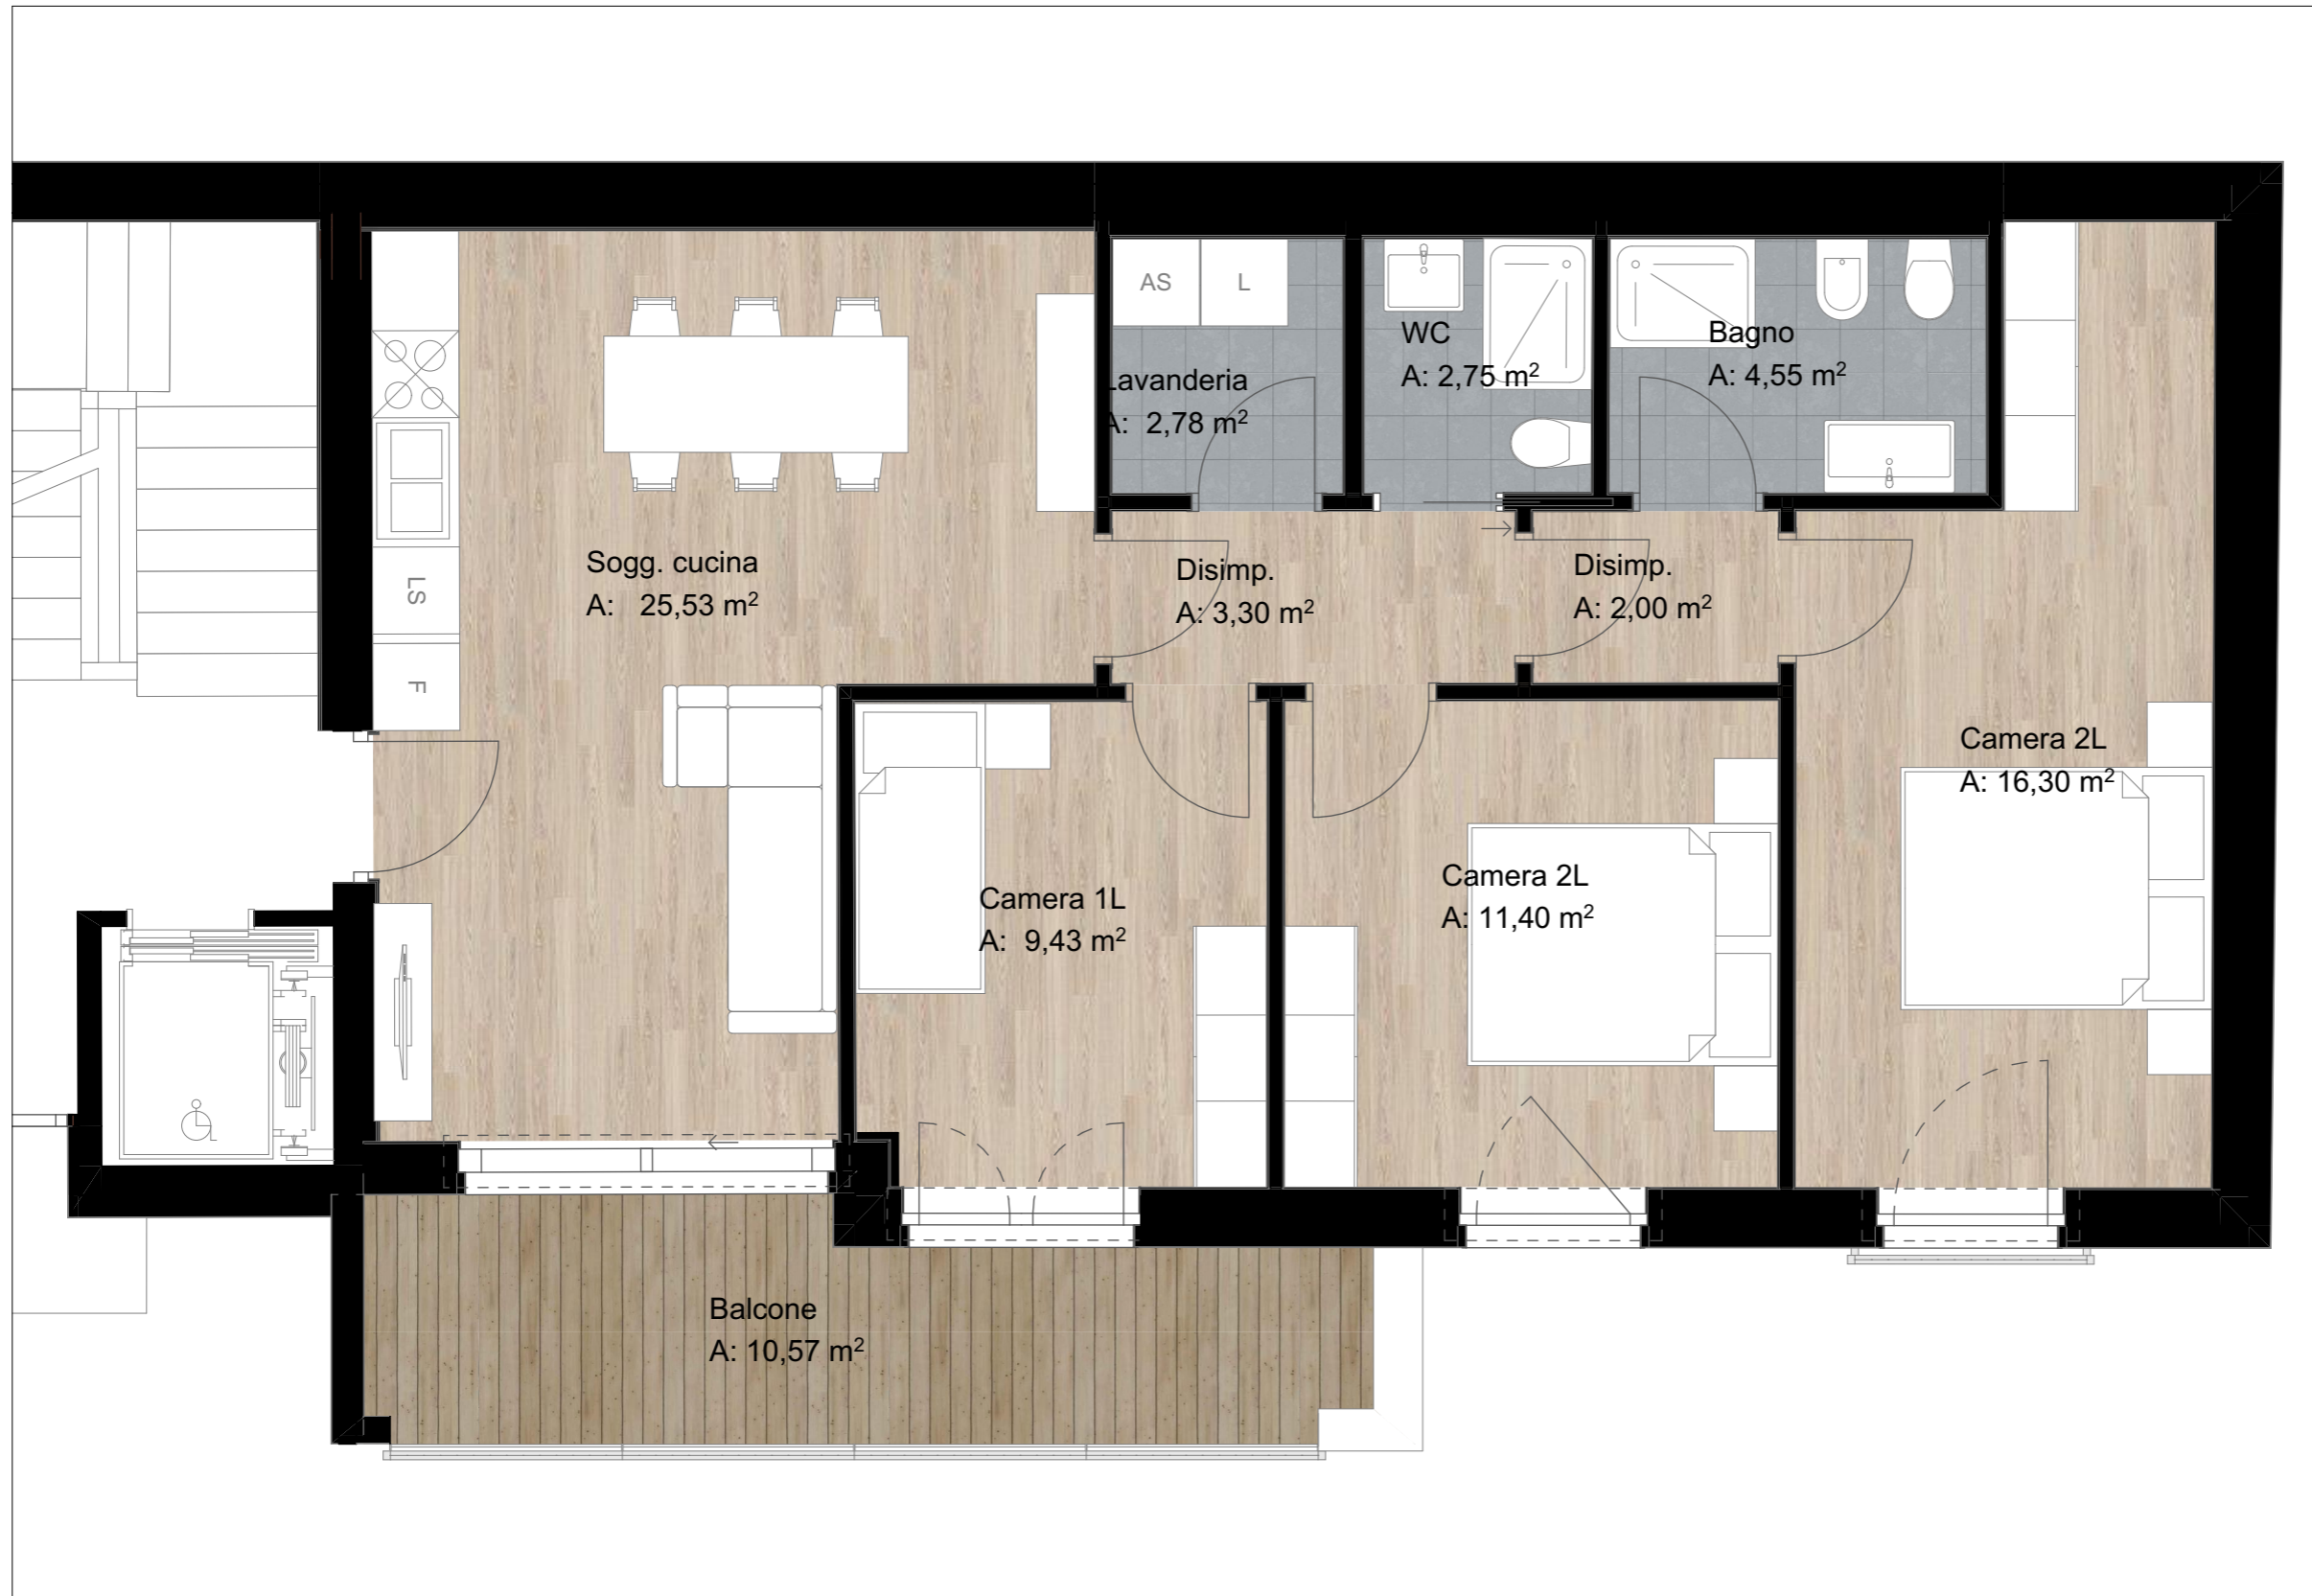 AS
L
WC
A: 2,75 m²
Bagno
A: 4,55 m²
Lavanderia
A: 2,78 m²
LS
F
Sogg. cucina
A: 25,53 m²
Disimp.
A: 3,30 m²
Disimp.
A: 2,00 m²
Camera 2L
A: 16,30 m²
Camera 1L
A: 9,43 m²
Camera 2L
A: 11,40 m²
Balcone
A: 10,57 m²